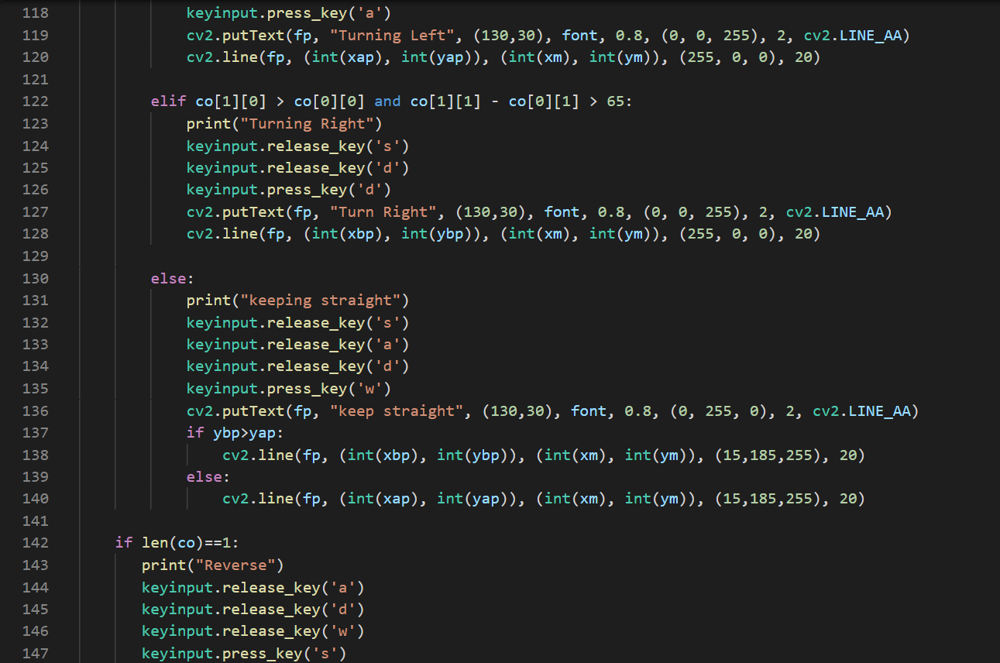 118 keyinput.press_key('a')
119 cv2.putText(fp, "Turning Left", (130,30), font, 0.8, (0, 0, 255), 2, cv2.LINE_AA)
120 cv2.line(fp, (int(xap), int(yap)), (int(xm), int(ym)), (255, 0, 0), 20)
121
122 elif co[1][0] > co[0][0] and co[1][1] - co[0][1] > 65:
123 print("Turning Right")
124 keyinput.release_key('s')
125 keyinput.release_key('d')
126 keyinput.press_key('d')
127 cv2.putText(fp, "Turn Right", (130,30), font, 0.8, (0, 0, 255), 2, cv2.LINE_AA)
128 cv2.line(fp, (int(xbp), int(ybp)), (int(xm), int(ym)), (255, 0, 0), 20)
129
130 else:
131 print("keeping straight")
132 keyinput.release_key('s')
133 keyinput.release_key('a')
134 keyinput.release_key('d')
135 keyinput.press_key('w')
136 cv2.putText(fp, "keep straight", (130,30), font, 0.8, (0, 255, 0), 2, cv2.LINE_AA)
137 if ybp>yap:
138 cv2.line(fp, (int(xbp), int(ybp)), (int(xm), int(ym)), (15,185,255), 20)
139 else:
140 cv2.line(fp, (int(xap), int(yap)), (int(xm), int(ym)), (15,185,255), 20)
141
142 if len(co)==1:
143 print("Reverse")
144 keyinput.release_key('a')
145 keyinput.release_key('d')
146 keyinput.release_key('w')
147 keyinput.press_key('s')